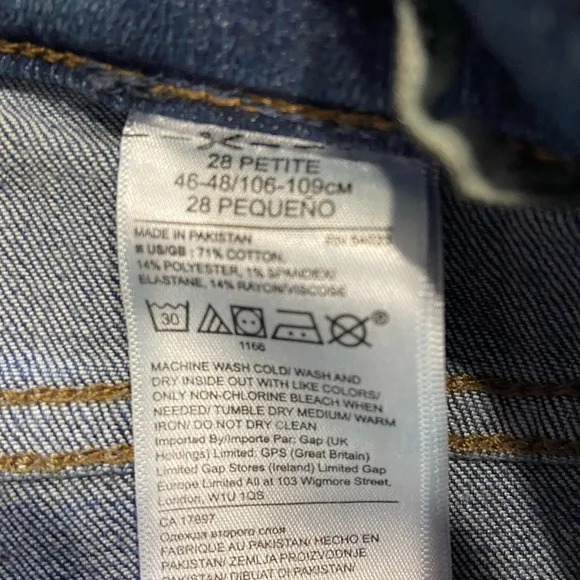 28 PETITE
46-48/106-109CM
28 PEQUEÑO
MADE IN PAKISTAN
US/GB : 71% COTTON,
14% POLYESTER, 1% SPANDEX/
ELASTANE, 14% RAYON/VISCOSE
30
1166
MACHINE WASH COLD/ WASH AND
DRY INSIDE OUT WITH LIKE COLORS/
ONLY NON-CHLORINE BLEACH WHEN
NEEDED/ TUMBLE DRY MEDIUM/ WARM
IRON/ DO NOT DRY CLEAN
Imported By/Importe Par: Gap (UK
Holdings) Limited: GPS (Great Britain)
Limited Gap Stores (Ireland) Limited Gap
Europe Limited All at 103 Wigmore Street,
London, W1U 1QS
CA 17897
Одежда второго слоя
FABRIQUE AU PAKISTAN/ HECHO EN
PAKISTAN/ ZEMLJA PROIZVODNJE
PAKISTAN/ DIBUAT DI PAKISTAN/